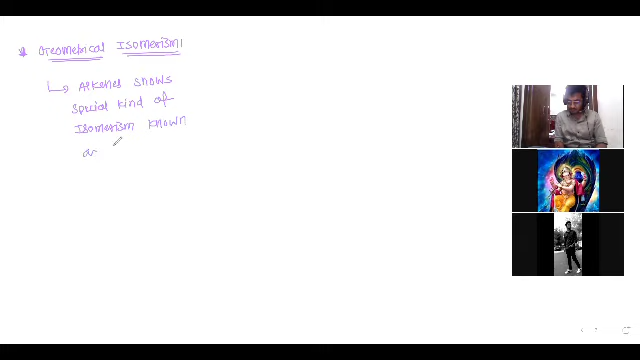 * Geometrical Isomerism
↳ Alkenes shows
special kind of
Isomerism known
as